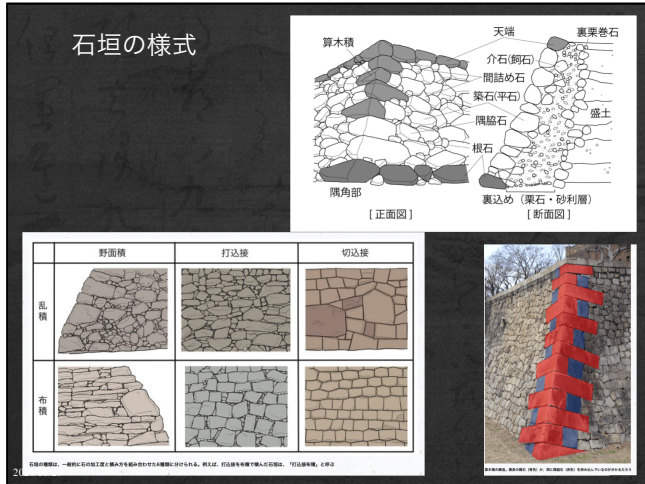 石垣の様式
算木積
天端
裏栗巻石
介石(飼石)
間詰め石
築石(平石)
盛土
隅脇石
根石
隅角部
裏込め（栗石・砂利層）
[ 正面図 ]
[ 断面図 ]
野面積
打込接
切込接
乱積
布積
石垣の種類は、一般的に石の加工度と積み方を組み合わせた6種類に分けられる。例えば、打込接を布積で積んだ石垣は、「打込接布積」と呼ぶ